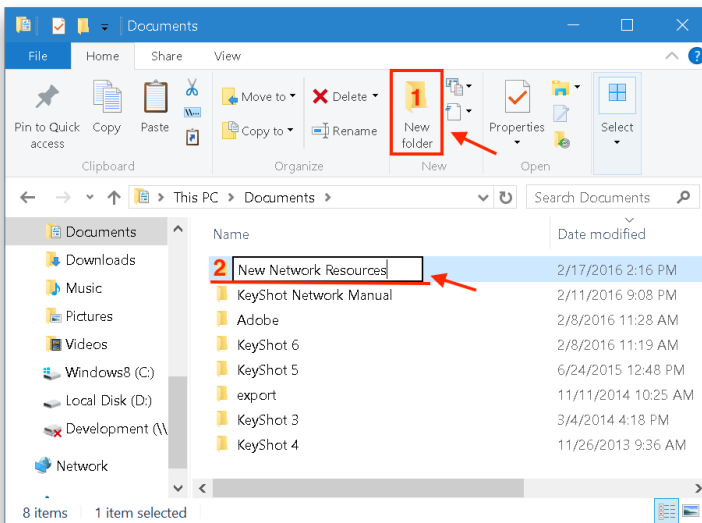 Documents
File Home Share View
Pin to Quick access
Copy
Paste
Move to
Copy to
Delete
Rename
1
New folder
Properties
Select
Clipboard
Organize
New
Open
This PC > Documents >
Search Documents
Documents
Downloads
Music
Pictures
Videos
Windows8 (C:)
Local Disk (D:)
Development (\\
Network
Name Date modified
2 New Network Resources 2/17/2016 2:16 PM
KeyShot Network Manual 2/11/2016 9:08 PM
Adobe 2/8/2016 11:28 AM
KeyShot 6 2/8/2016 11:19 AM
KeyShot 5 6/24/2015 12:48 PM
export 11/11/2014 10:25 AM
KeyShot 3 3/4/2014 4:18 PM
KeyShot 4 11/26/2013 9:36 AM
8 items 1 item selected